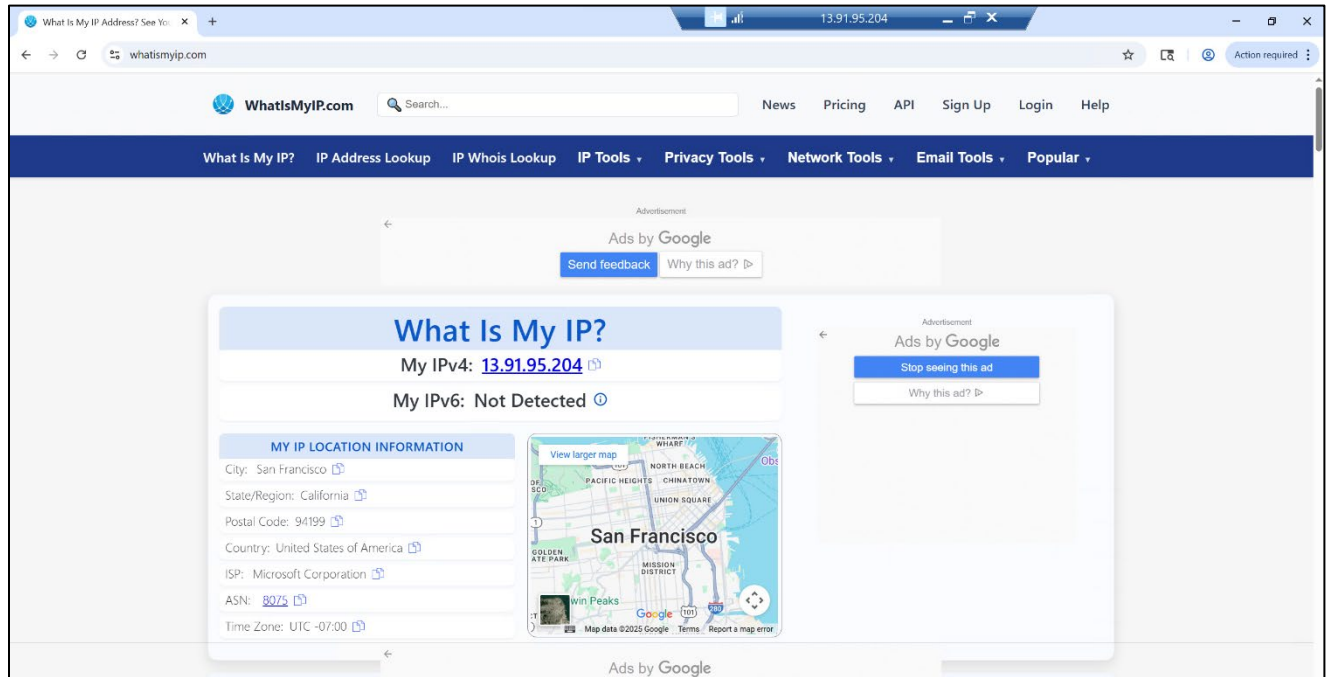 What Is My IP Address? See You
13.91.95.204
whatismyip.com
Action required
WhatIsMyIP.com
Search...
News Pricing API Sign Up Login Help
What Is My IP? IP Address Lookup IP Whois Lookup IP Tools Privacy Tools Network Tools Email Tools Popular
Advertisement
Ads by Google
Send feedback Why this ad?
What Is My IP?
My IPv4: 13.91.95.204
My IPv6: Not Detected
MY IP LOCATION INFORMATION
City: San Francisco
State/Region: California
Postal Code: 94199
Country: United States of America
ISP: Microsoft Corporation
ASN: 8075
Time Zone: UTC -07:00
View larger map
WHARF
NORTH BEACH
PACIFIC HEIGHTS CHINATOWN
UNION SQUARE
1
San Francisco
GOLDEN
ATE PARK
MISSION
DISTRICT
win Peaks
Google
101
280
Map data ©2025 Google Terms Report a map error
Advertisement
Ads by Google
Stop seeing this ad
Why this ad?
Ads by Google